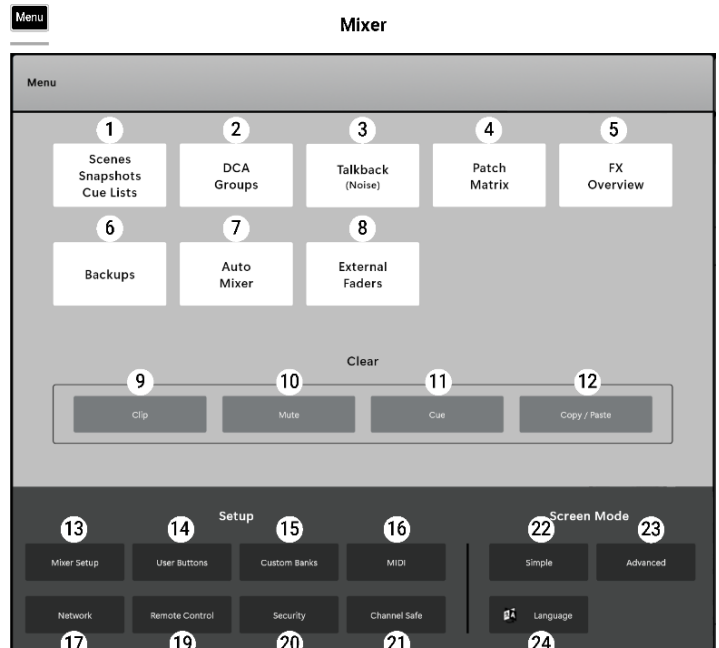 Menu
Mixer
Menu
1
2
3
4
5
Scenes
Snapshots
Cue Lists
DCA
Groups
Talkback
(Noise)
Patch
Matrix
FX
Overview
6
7
8
Backups
Auto
Mixer
External
Faders
Clear
9
10
11
12
Clip
Mute
Cue
Copy / Paste
Setup
Screen Mode
13
14
15
16
22
23
Mixer Setup
User Buttons
Custom Banks
MIDI
Simple
Advanced
Network
Remote Control
Security
Channel Safe
Language
17
19
20
21
24